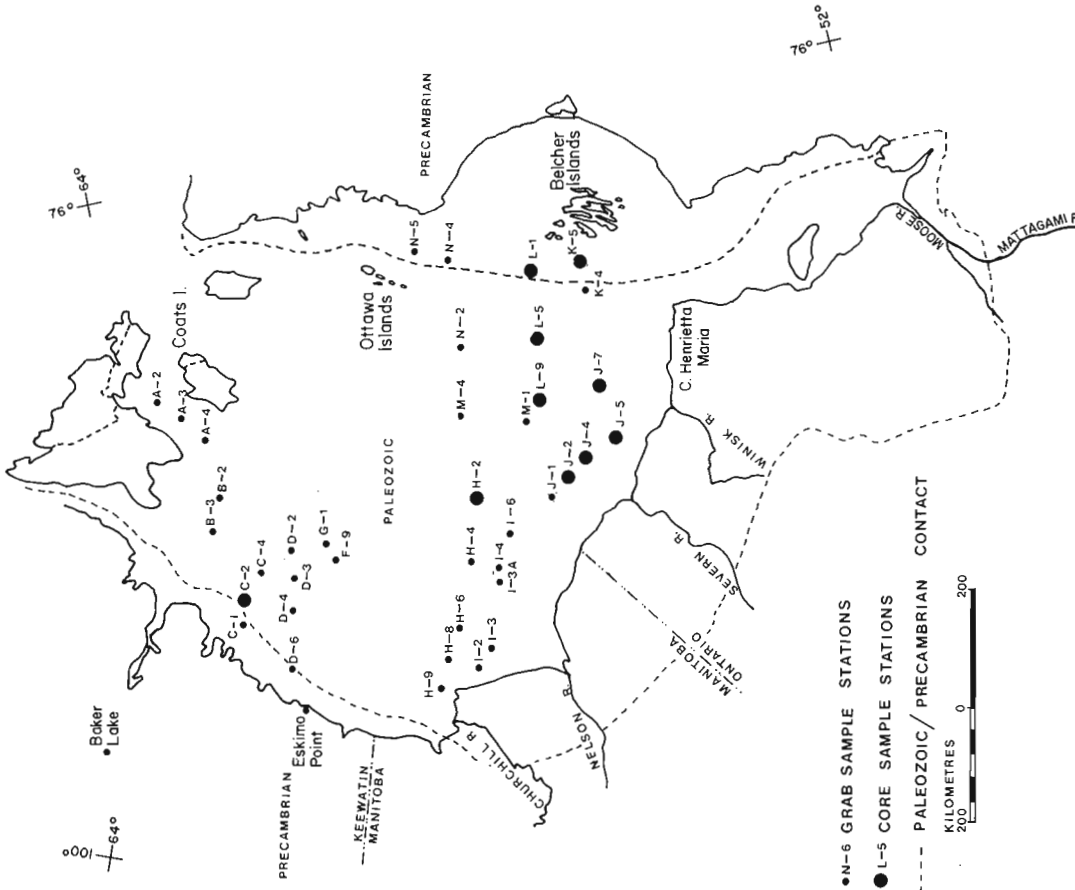 76°
64°
76°
52°
100°
64°
Baker
Lake
Coats I.
A-2
A-3
A-4
B-2
B-3
C-1
C-2
C-4
D-2
D-3
D-4
D-6
G-1
F-9
Eskimo
Point
PRECAMBRIAN
KEEWATIN
MANITOBA
PALEOZOIC
Ottawa
Islands
PRECAMBRIAN
N-5
N-4
N-2
M-4
M-1
L-1
L-5
L-9
Belcher
Islands
K-5
K-4
J-7
J-5
J-4
J-2
J-1
H-2
H-4
H-6
H-8
H-9
I-6
I-4
I-3A
I-3
I-2
C. Henrietta
Maria
CHURCHILL R
NELSON R.
SEVERN R.
WINISK R.
MOOSE R.
MATTAGAMI R
MANITOBA
ONTARIO
N-6 GRAB SAMPLE STATIONS
L-5 CORE SAMPLE STATIONS
PALEOZOIC / PRECAMBRIAN CONTACT
KILOMETRES
200 0 200